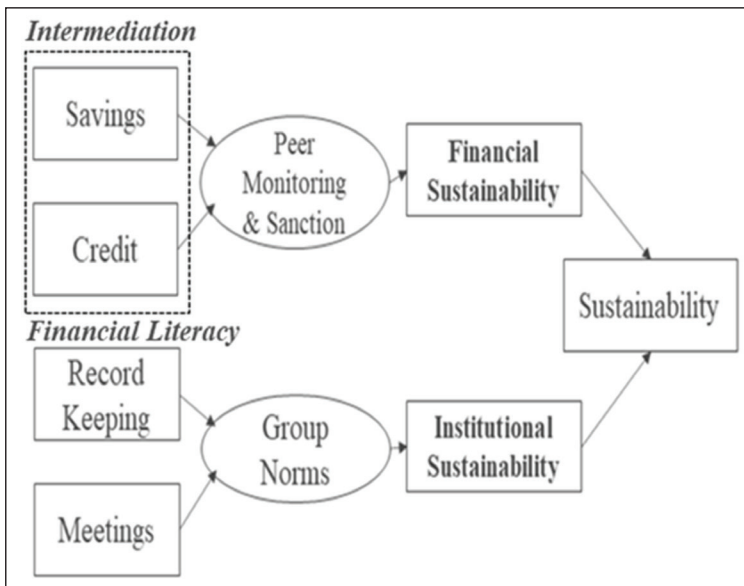 Intermediation
Savings
Credit
Peer
Monitoring
& Sanction
Financial
Sustainability
Financial Literacy
Record
Keeping
Meetings
Group
Norms
Institutional
Sustainability
Sustainability